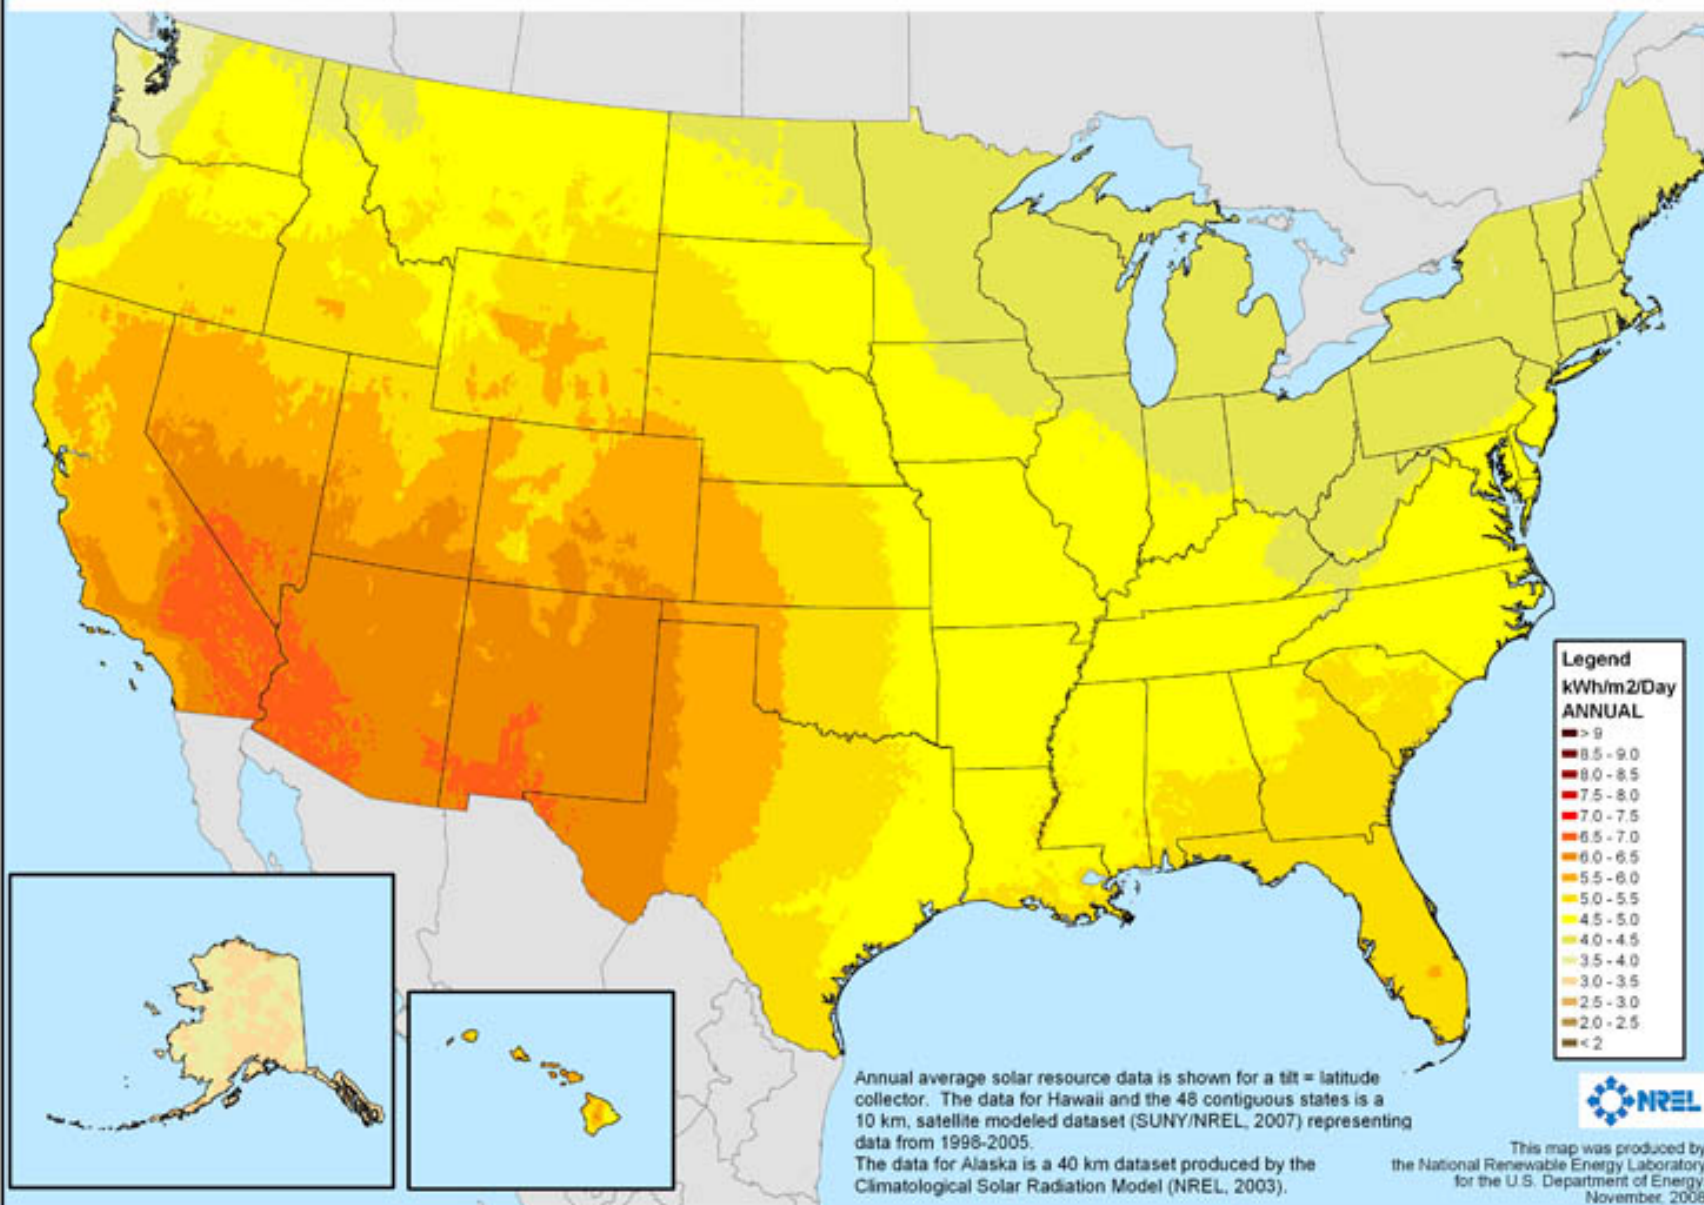 Legend
kWh/m2/Day
ANNUAL
> 9
8.5 - 9.0
8.0 - 8.5
7.5 - 8.0
7.0 - 7.5
6.5 - 7.0
6.0 - 6.5
5.5 - 6.0
5.0 - 5.5
4.5 - 5.0
4.0 - 4.5
3.5 - 4.0
3.0 - 3.5
2.5 - 3.0
2.0 - 2.5
< 2
Annual average solar resource data is shown for a tilt = latitude
collector. The data for Hawaii and the 48 contiguous states is a
10 km, satellite modeled dataset (SUNY/NREL, 2007) representing
data from 1998-2005.
The data for Alaska is a 40 km dataset produced by the
Climatological Solar Radiation Model (NREL, 2003).
NREL
This map was produced by
the National Renewable Energy Laboratory
for the U.S. Department of Energy
November, 2008